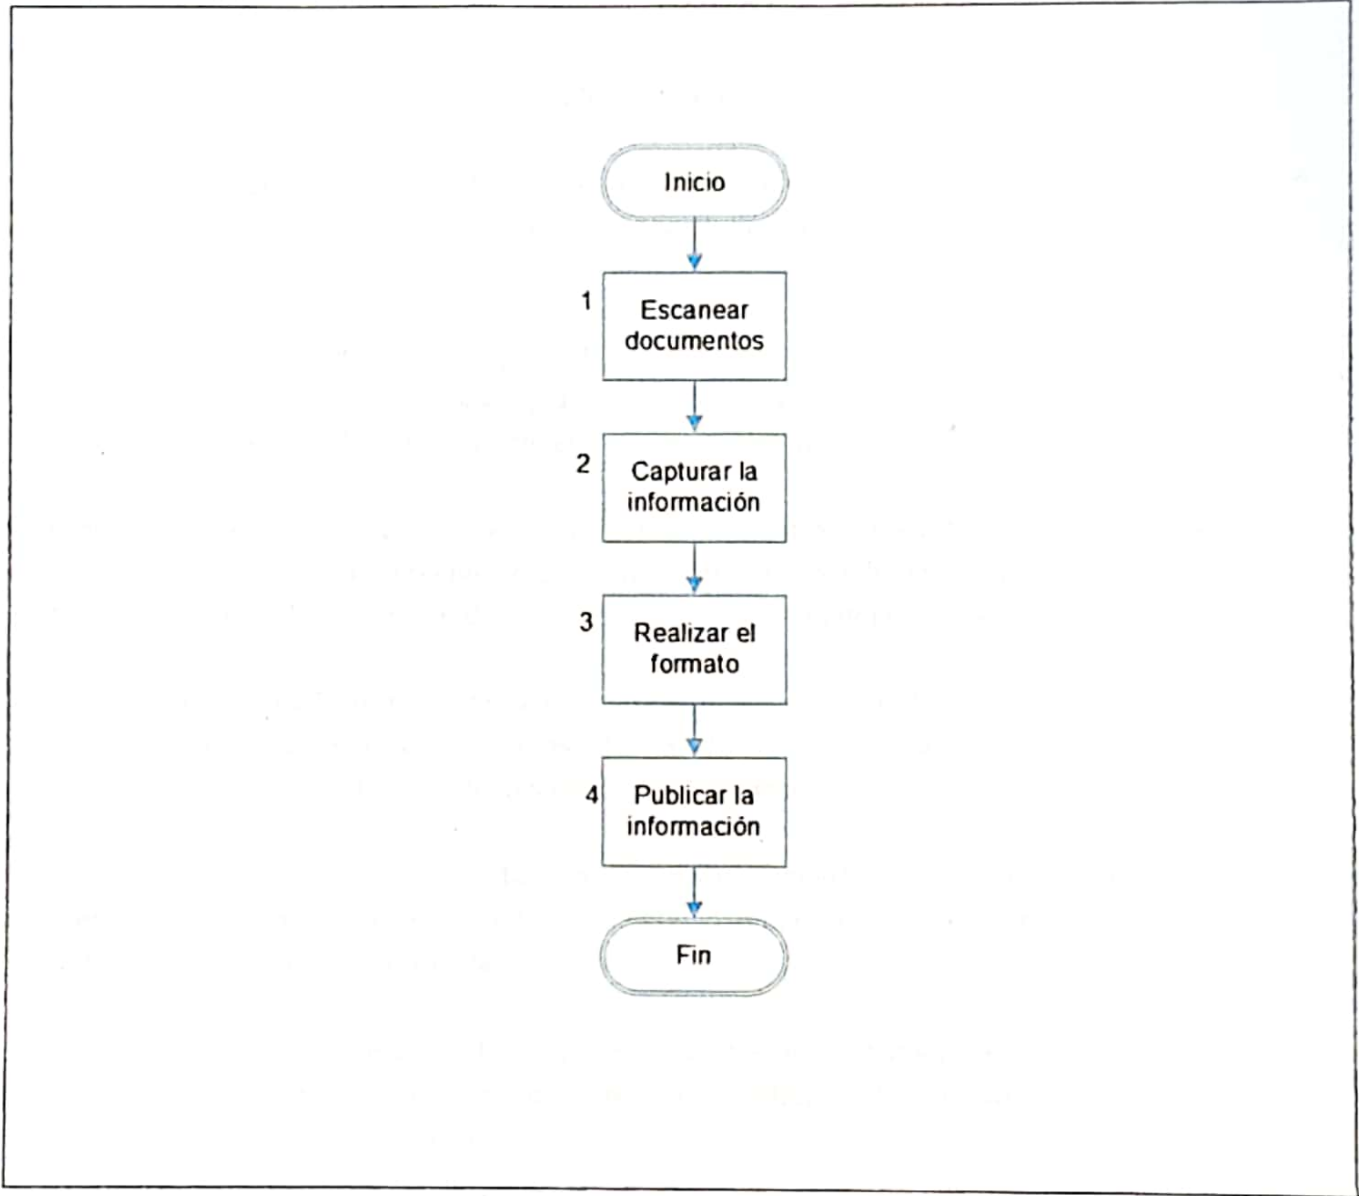 Inicio
1
Escanear
documentos
2
Capturar la
información
3
Realizar el
formato
4
Publicar la
información
Fin